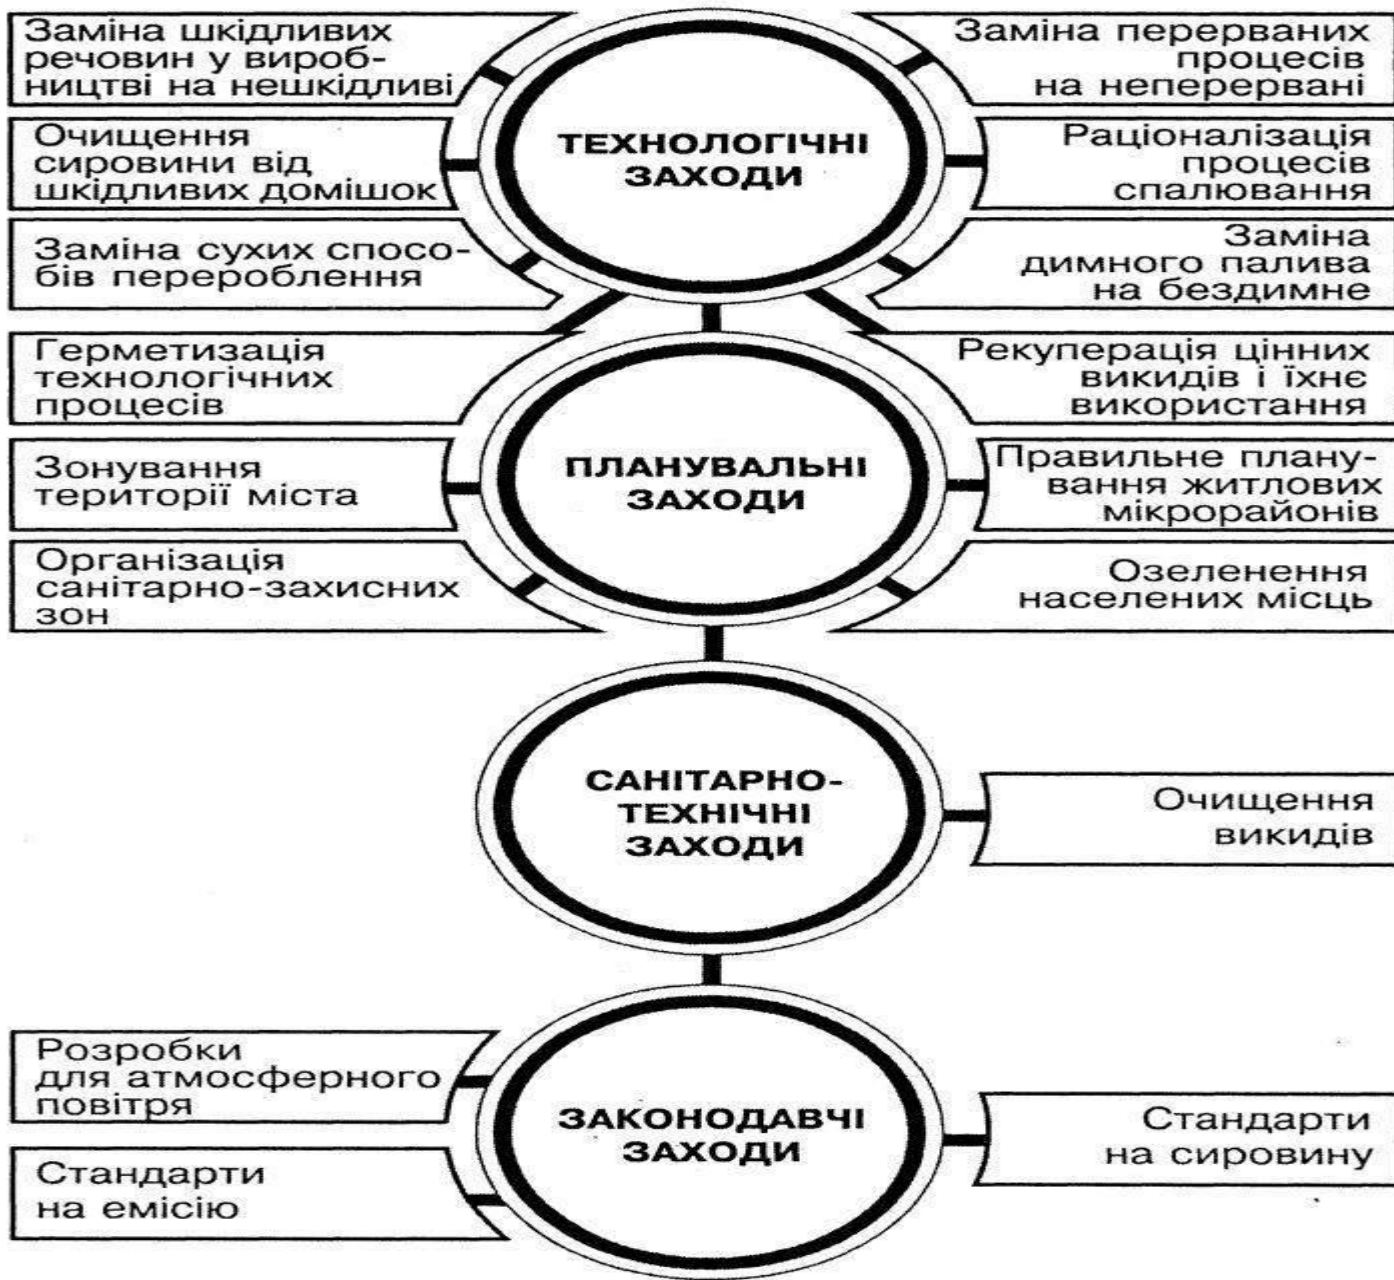 Заміна шкідливих
речовин у вироб-
ництві на нешкідливі
Очищення
сировини від
шкідливих домішок
Заміна сухих спосо-
бів перероблення
ТЕХНОЛОГІЧНІ
ЗАХОДИ
Заміна перерваних
процесів
на неперервані
Раціоналізація
процесів
спалювання
Заміна
димного палива
на бездимне
Герметизація
технологічних
процесів
Рекуперація цінних
викидів і їхнє
використання
Зонування
території міста
Організація
санітарно-захисних
зон
ПЛАНУВАЛЬНІ
ЗАХОДИ
Правильне плану-
вання житлових
мікрорайонів
Озеленення
населених місць
САНІТАРНО-
ТЕХНІЧНІ
ЗАХОДИ
Очищення
викидів
Розробки
для атмосферного
повітря
Стандарти
на емісію
ЗАКОНОДАВЧІ
ЗАХОДИ
Стандарти
на сировину